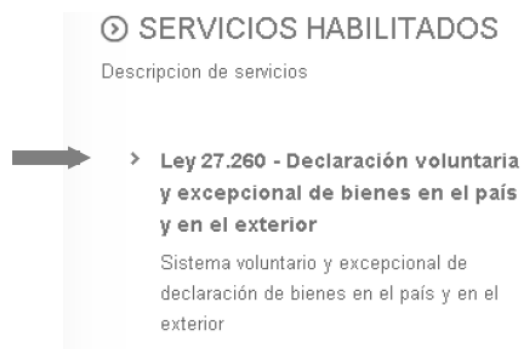 SERVICIOS HABILITADOS
Descripcion de servicios
Ley 27.260 - Declaración voluntaria
y excepcional de bienes en el país
y en el exterior
Sistema voluntario y excepcional de
declaración de bienes en el país y en el
exterior